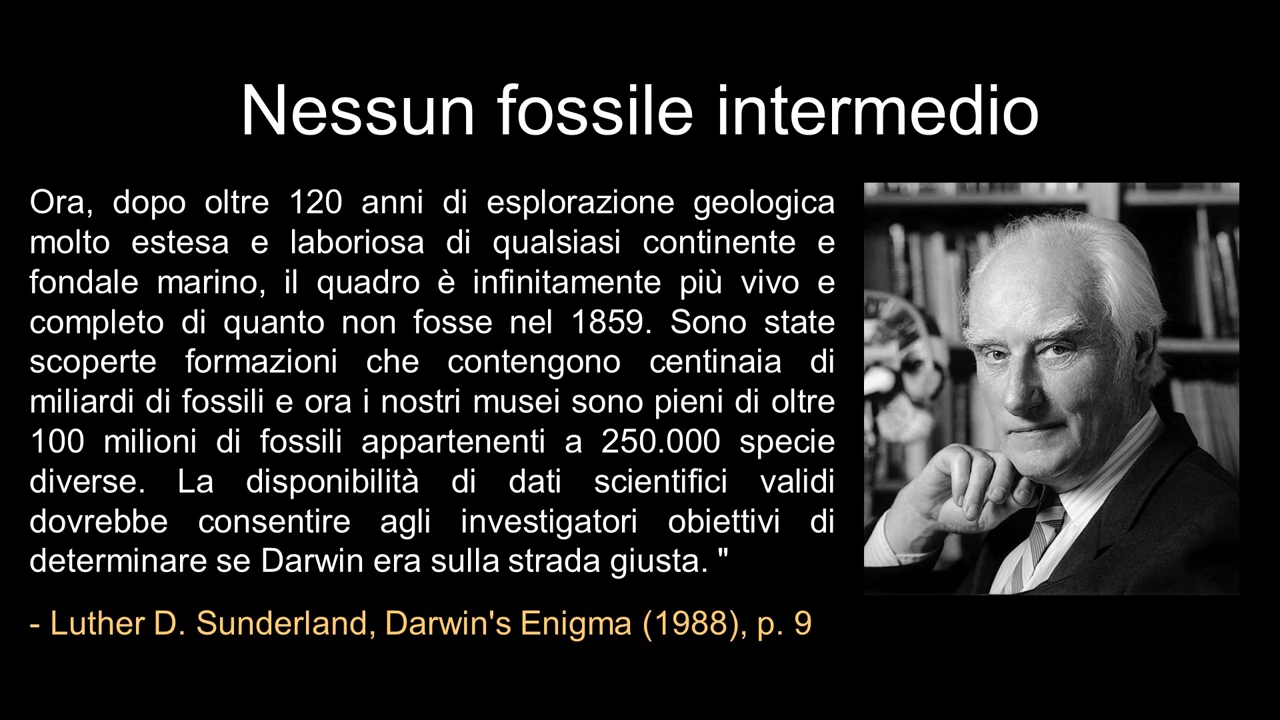 Nessun fossile intermedio
Ora, dopo oltre 120 anni di esplorazione geologica
molto estesa e laboriosa di qualsiasi continente e
fondale marino, il quadro è infinitamente più vivo e
completo di quanto non fosse nel 1859. Sono state
scoperte formazioni che contengono centinaia di
miliardi di fossili e ora i nostri musei sono pieni di oltre
100 milioni di fossili appartenenti a 250.000 specie
diverse. La disponibilità di dati scientifici validi
dovrebbe consentire agli investigatori obiettivi di
determinare se Darwin era sulla strada giusta. "
- Luther D. Sunderland, Darwin's Enigma (1988), p. 9